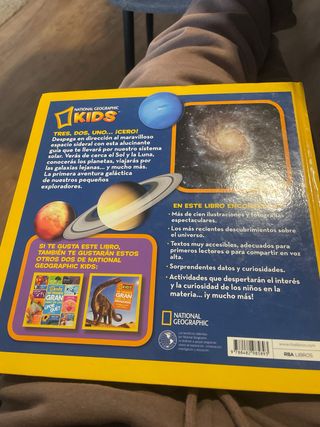 NATIONAL GEOGRAPHIC
KIDS
TRES, DOS, UNO... ¡CERO!
Despega en dirección al maravilloso
espacio sideral con esta alucinante
guía que te llevará por nuestro sistema
solar. Verás de cerca el Sol y la Luna,
conocerás los planetas, viajarás por
las galaxias lejanas... y mucho más.
La primera aventura galáctica
de nuestros pequeños
exploradores.
EN ESTE LIBRO
• Más de cien ilustraciones y fotografías
espectaculares.
• Los más recientes descubrimientos sobre
el universo.
• Textos muy accesibles, adecuados para
primeros lectores o para compartir en voz
alta.
• Sorprendentes datos y curiosidades.
• Actividades que despertarán el interés
y la curiosidad de los niños en la
materia... ¡y mucho más!
SI TE GUSTA ESTE LIBRO,
TAMBIÉN TE GUSTARÁN ESTOS
OTROS DOS DE NATIONAL
GEOGRAPHIC KIDS:
GRAN
GRAN
NATIONAL
GEOGRAPHIC
RBA LIBROS